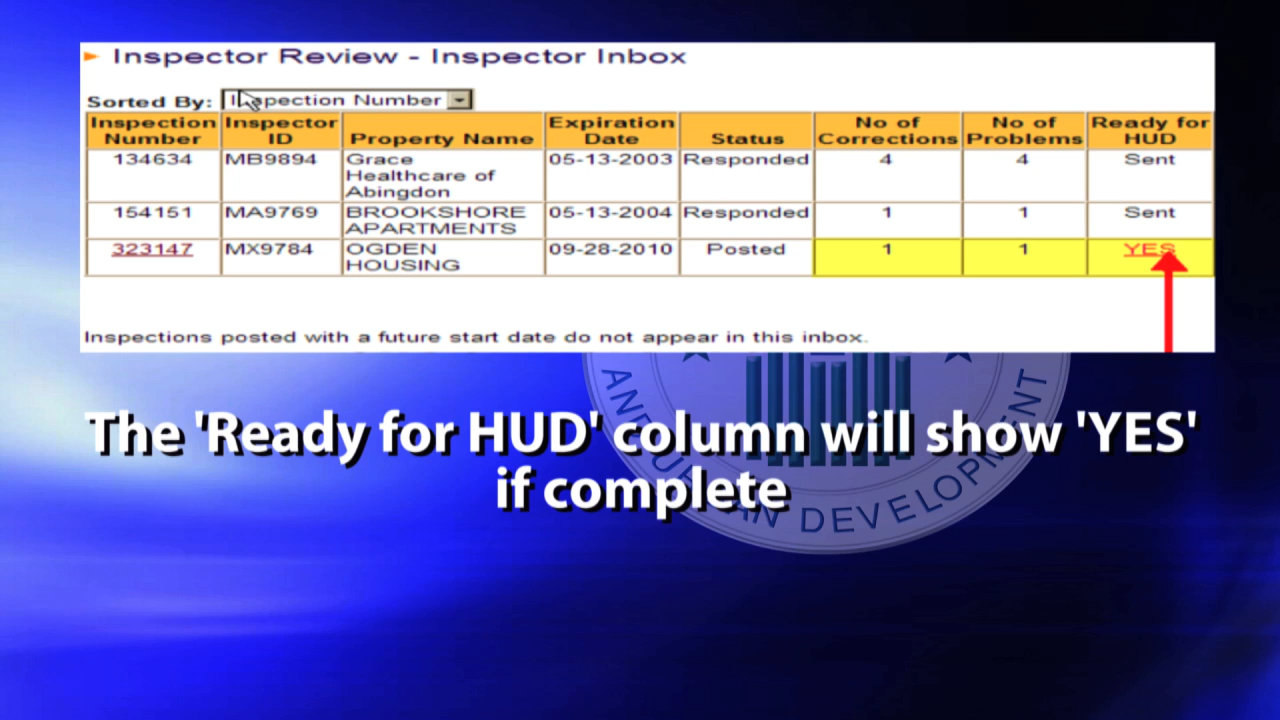 Inspector Review - Inspector Inbox
Sorted By: Inspection Number
Inspection Number Inspector ID Property Name Expiration Date Status No of Corrections No of Problems Ready for HUD
134634 MB9894 Grace Healthcare of Abingdon 05-13-2003 Responded 4 4 Sent
154151 MA9769 BROOKSHORE APARTMENTS 05-13-2004 Responded 1 1 Sent
323147 MX9784 OGDEN HOUSING 09-28-2010 Posted 1 1 YES
Inspections posted with a future start date do not appear in this inbox.
The 'Ready for HUD' column will show 'YES'
if complete
DEVELOPMENT